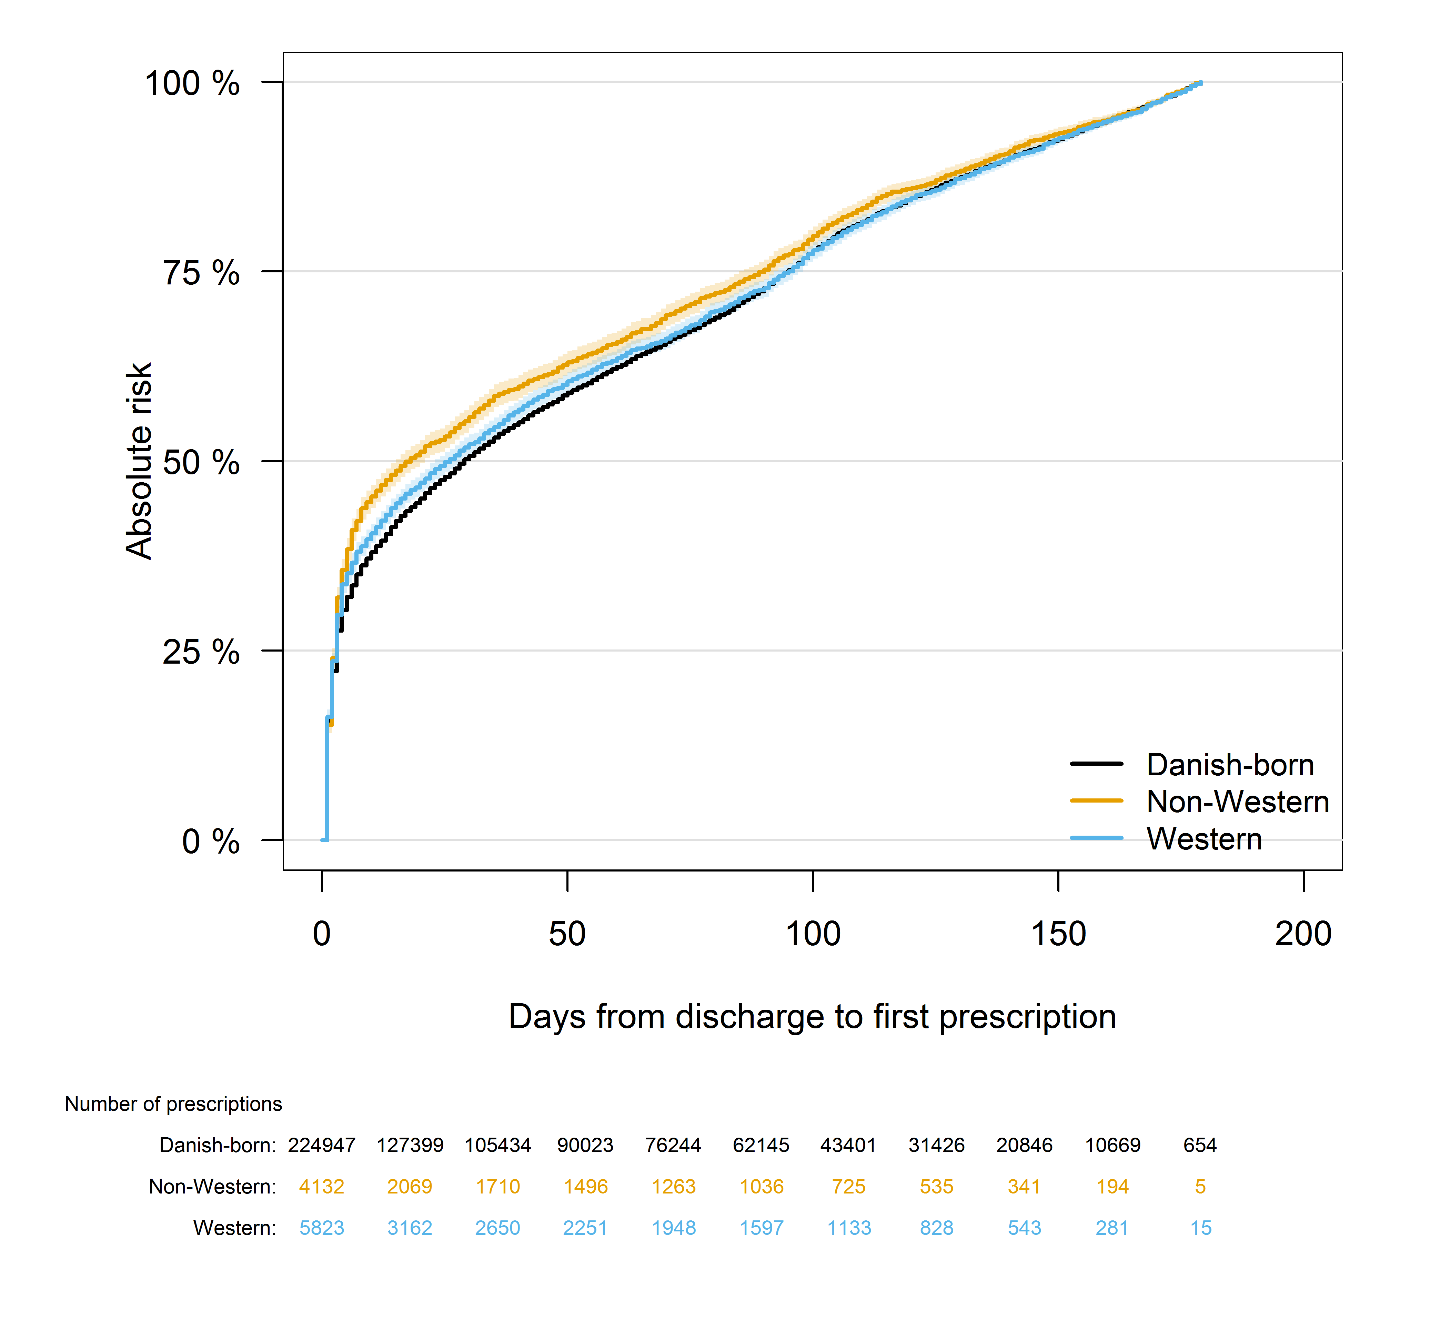 100 %
75 %
50 %
25 %
0 %
Absolute risk
Danish-born
Non-Western
Western
0 50 100 150 200
Days from discharge to first prescription
Number of prescriptions
Danish-born: 224947 127399 105434 90023 76244 62145 43401 31426 20846 10669 654
Non-Western: 4132 2069 1710 1496 1263 1036 725 535 341 194 5
Western: 5823 3162 2650 2251 1948 1597 1133 828 543 281 15